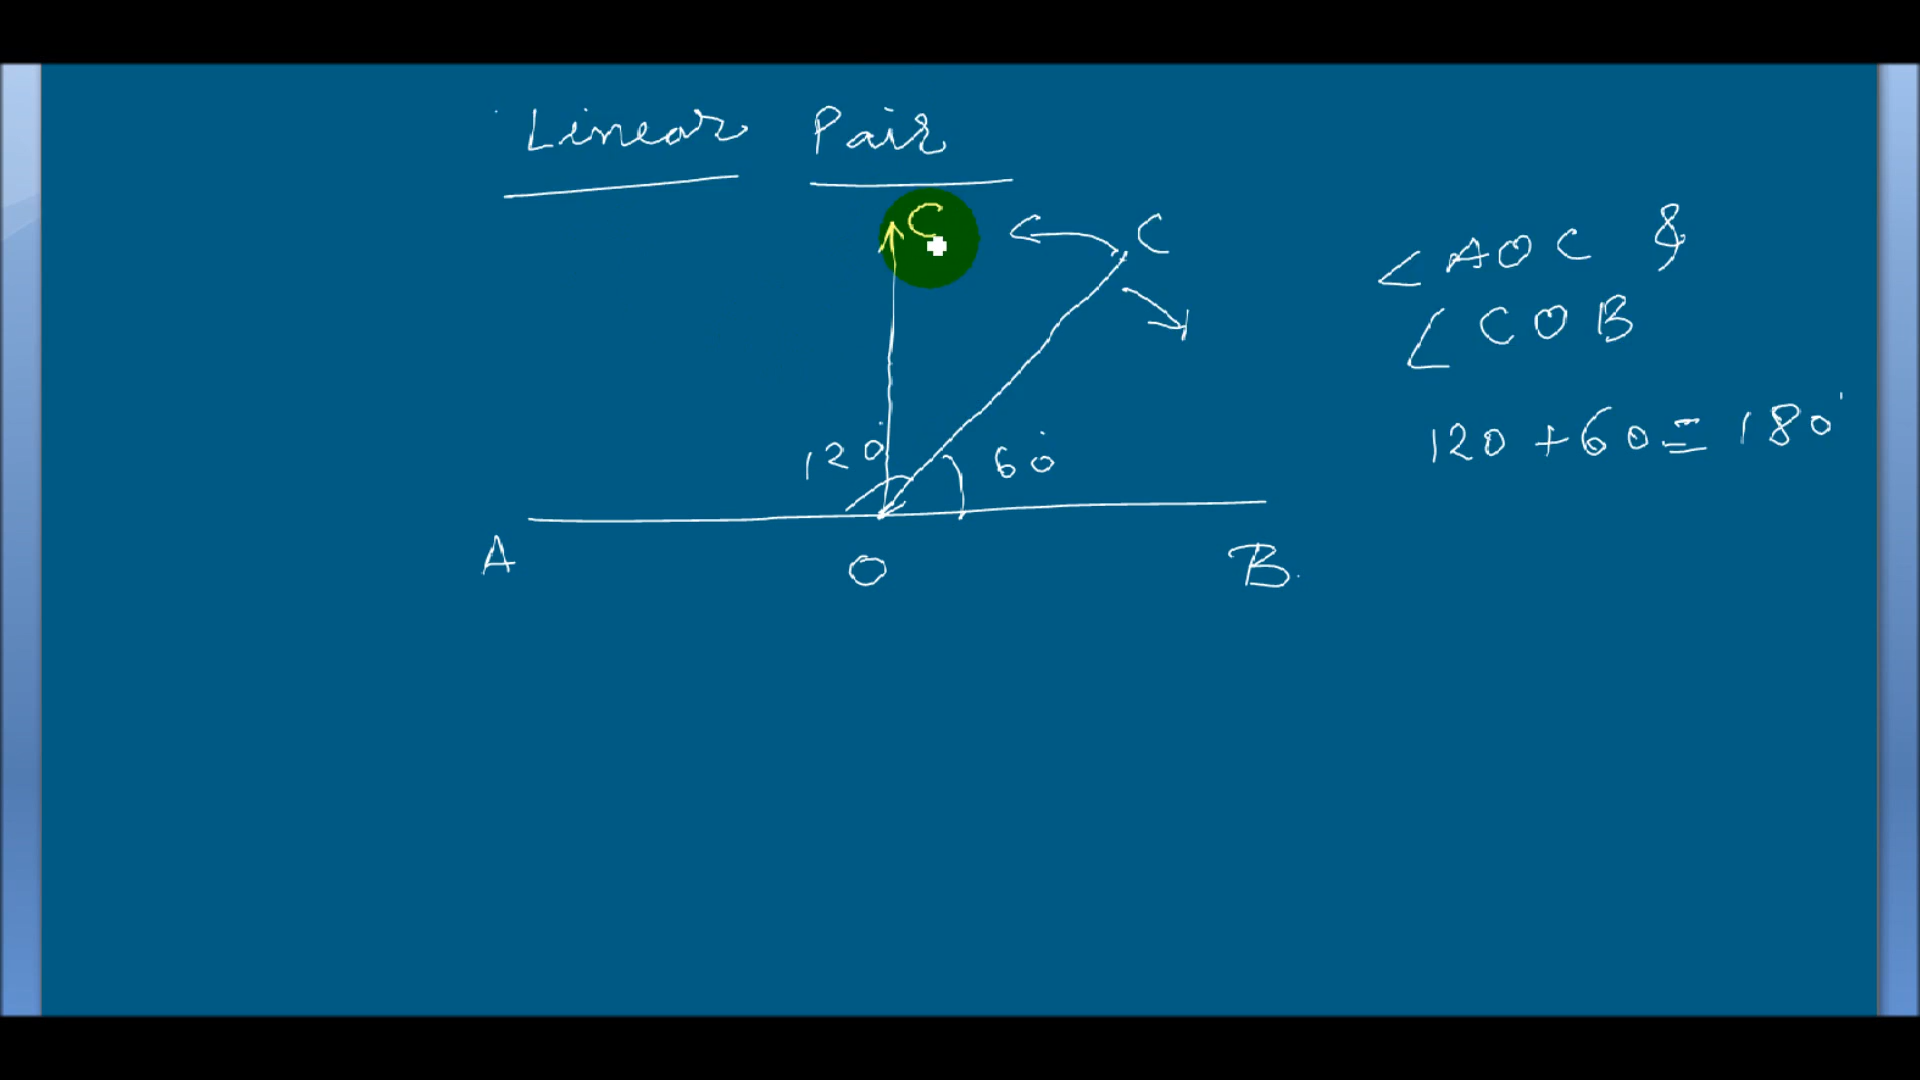 Linear Pair
C
C
∠AOC &
∠COB
120° 60°
120+60=180°
A O B